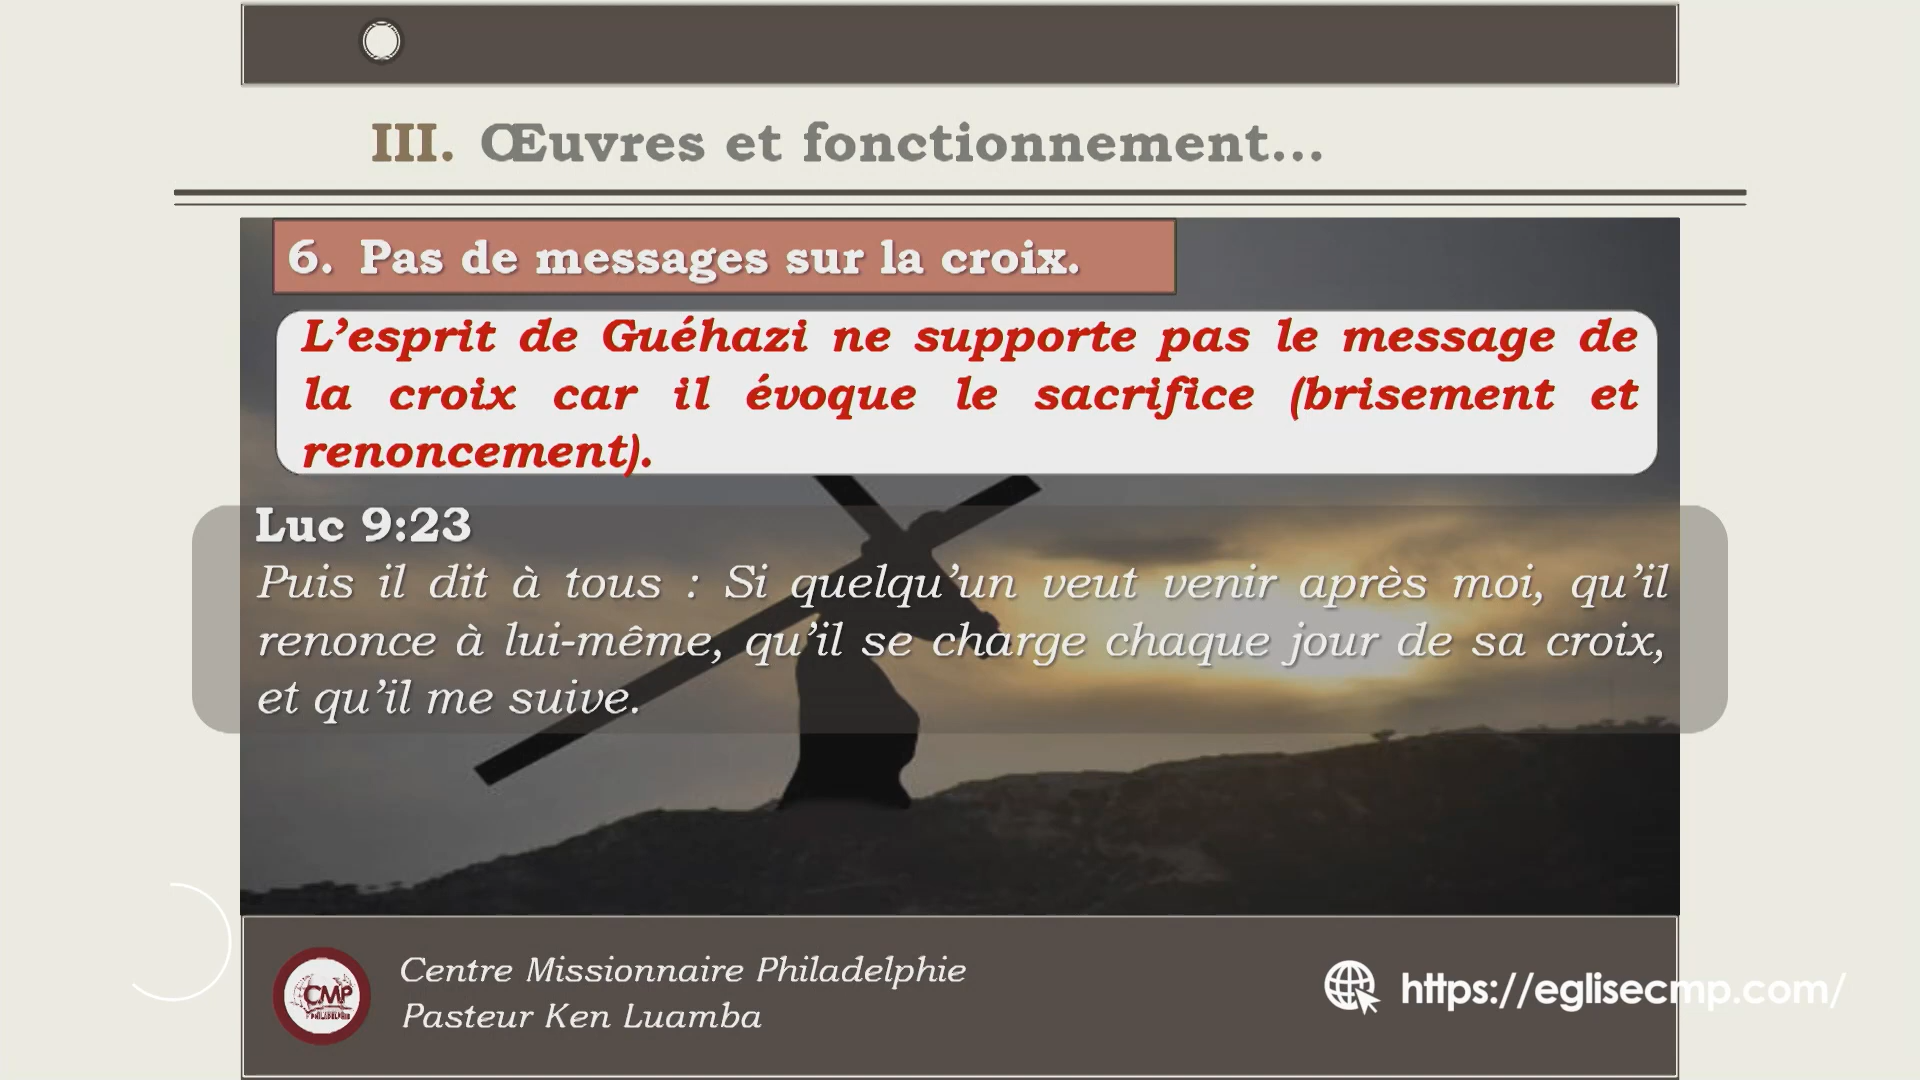 III. Œuvres et fonctionnement...
6. Pas de messages sur la croix.
L’esprit de Guéhazi ne supporte pas le message de
la croix car il évoque le sacrifice (brisement et
renoncement).
Luc 9:23
Puis il dit à tous : Si quelqu’un veut venir après moi, qu’il
renonce à lui-même, qu’il se charge chaque jour de sa croix,
et qu’il me suive.
CMP
PHILADELPHIE
Centre Missionnaire Philadelphie
Pasteur Ken Luamba
https://eglisecmp.com/